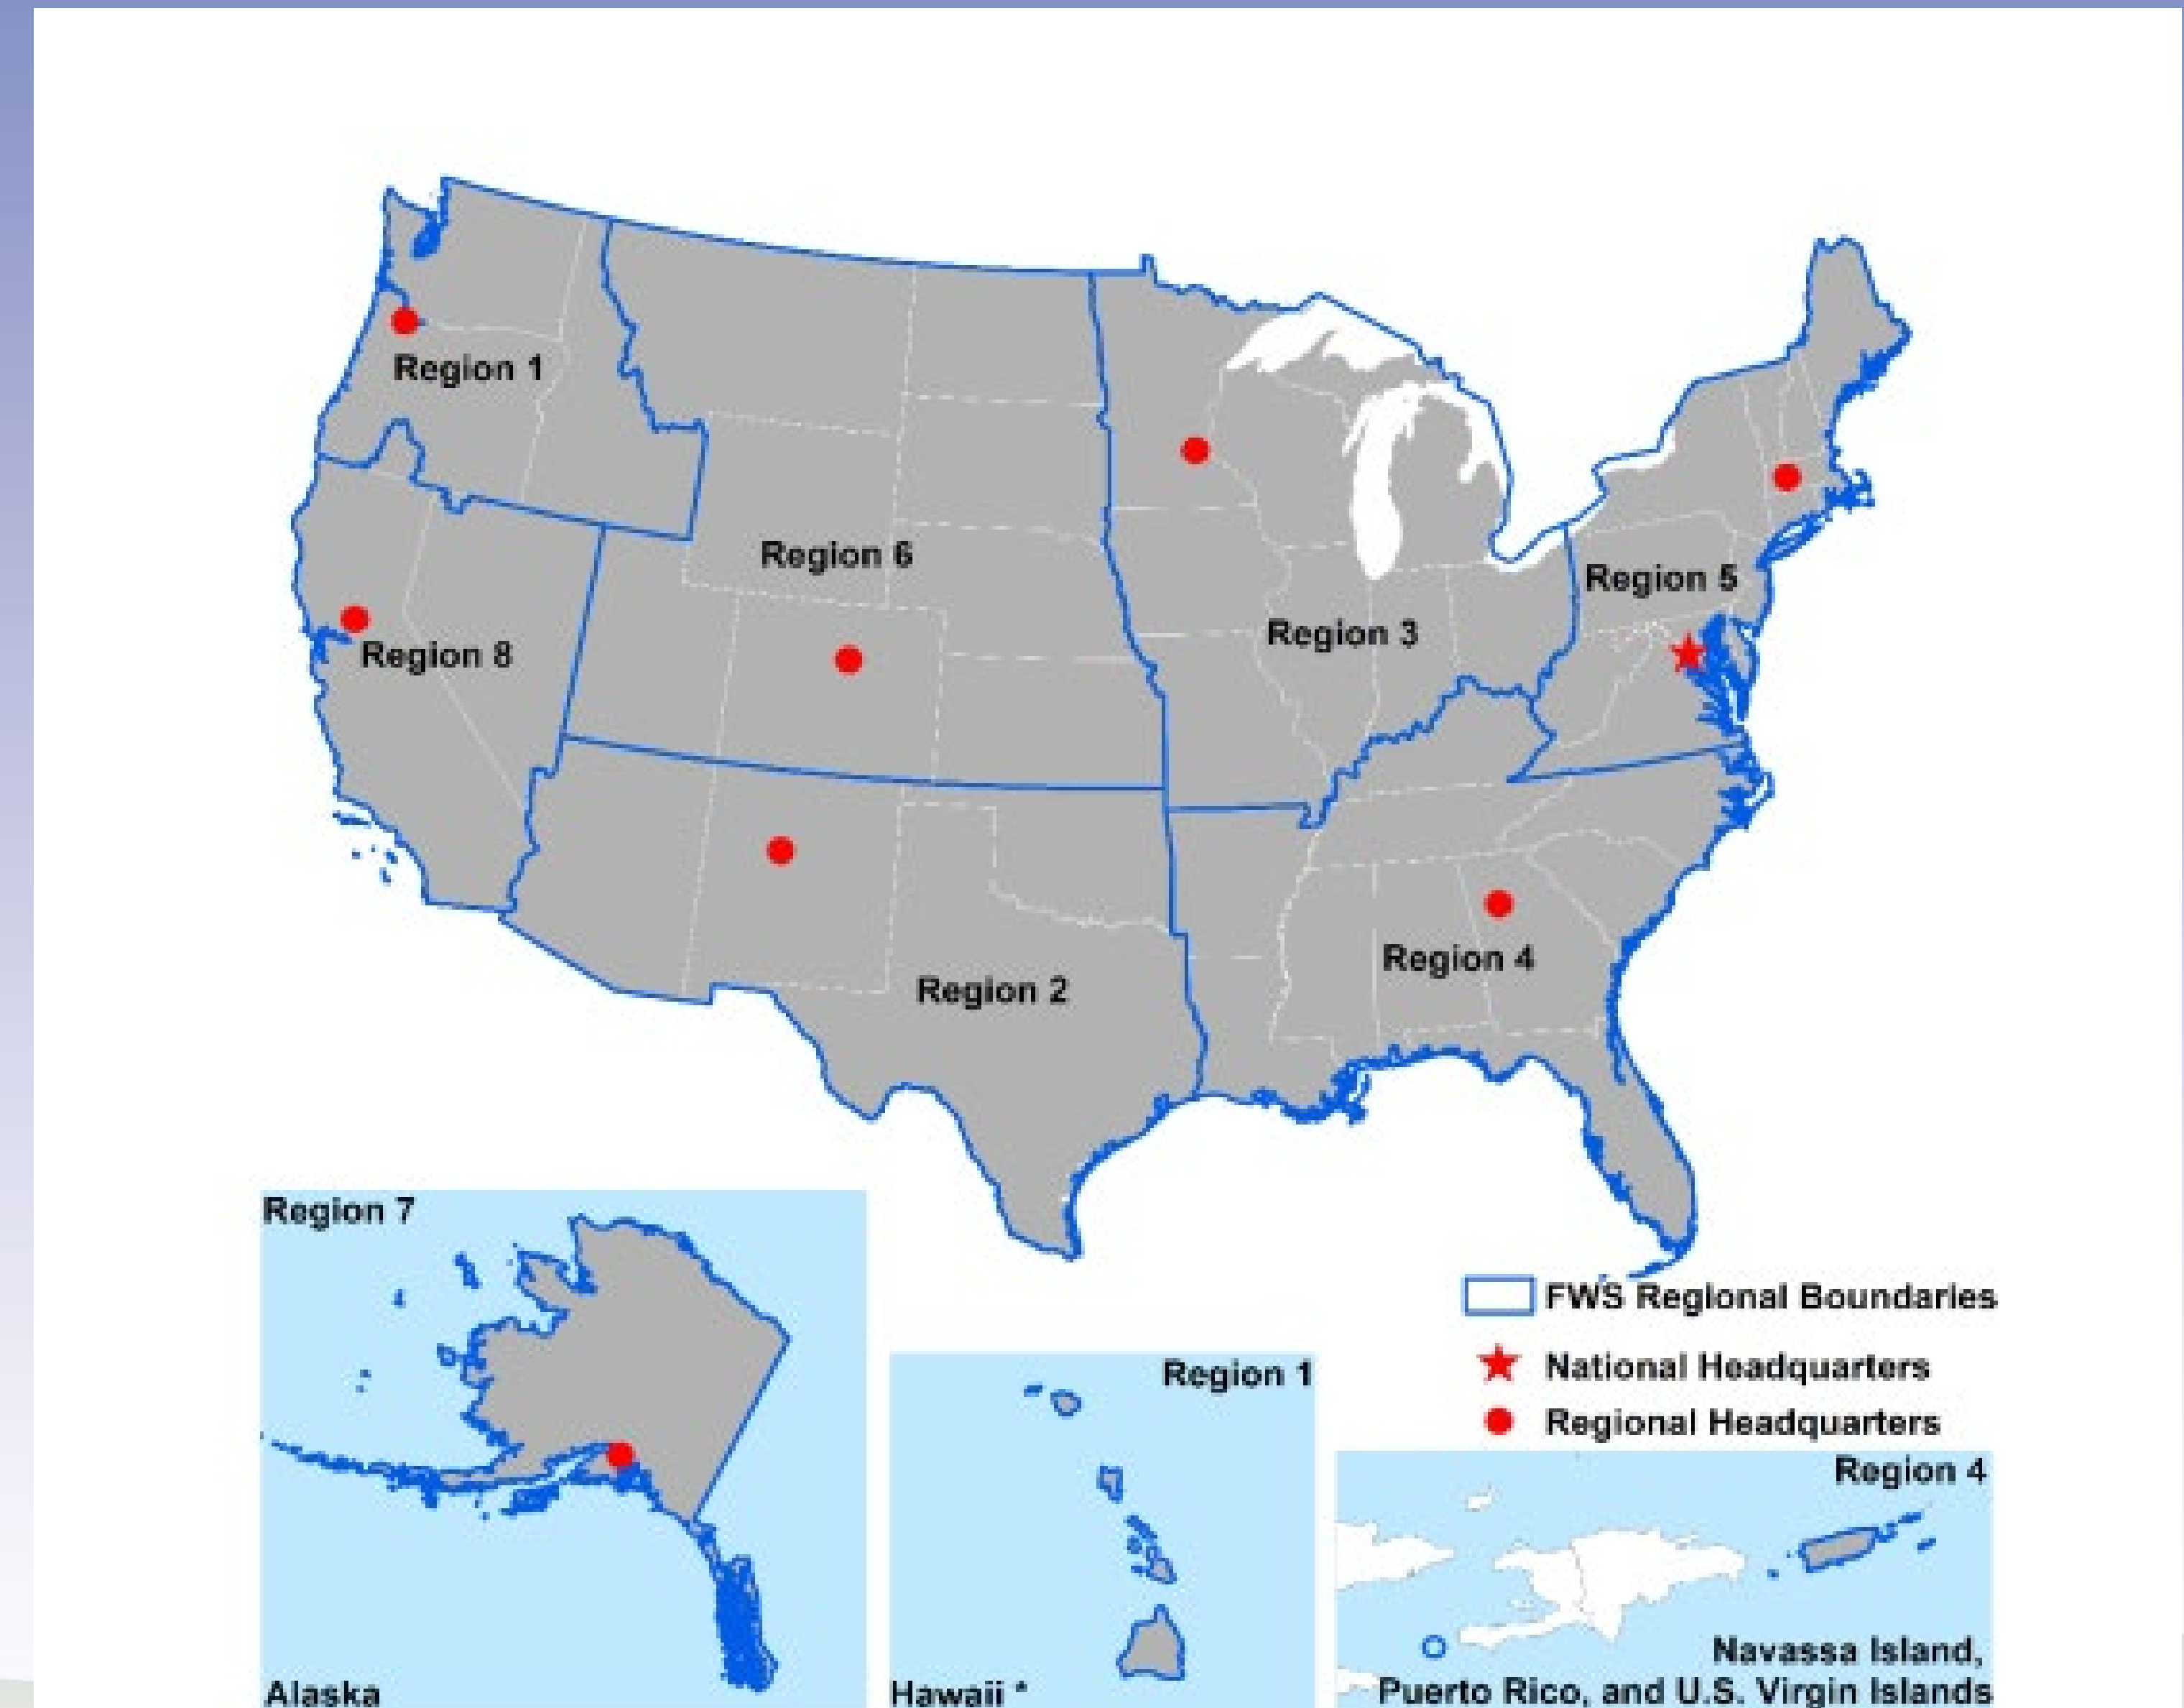 Region 1
Region 6
Region 5
Region 3
Region 8
Region 4
Region 2
Region 7
Alaska
Region 1
Hawaii *
FWS Regional Boundaries
National Headquarters
Regional Headquarters
Region 4
Navassa Island,
Puerto Rico, and U.S. Virgin Islands